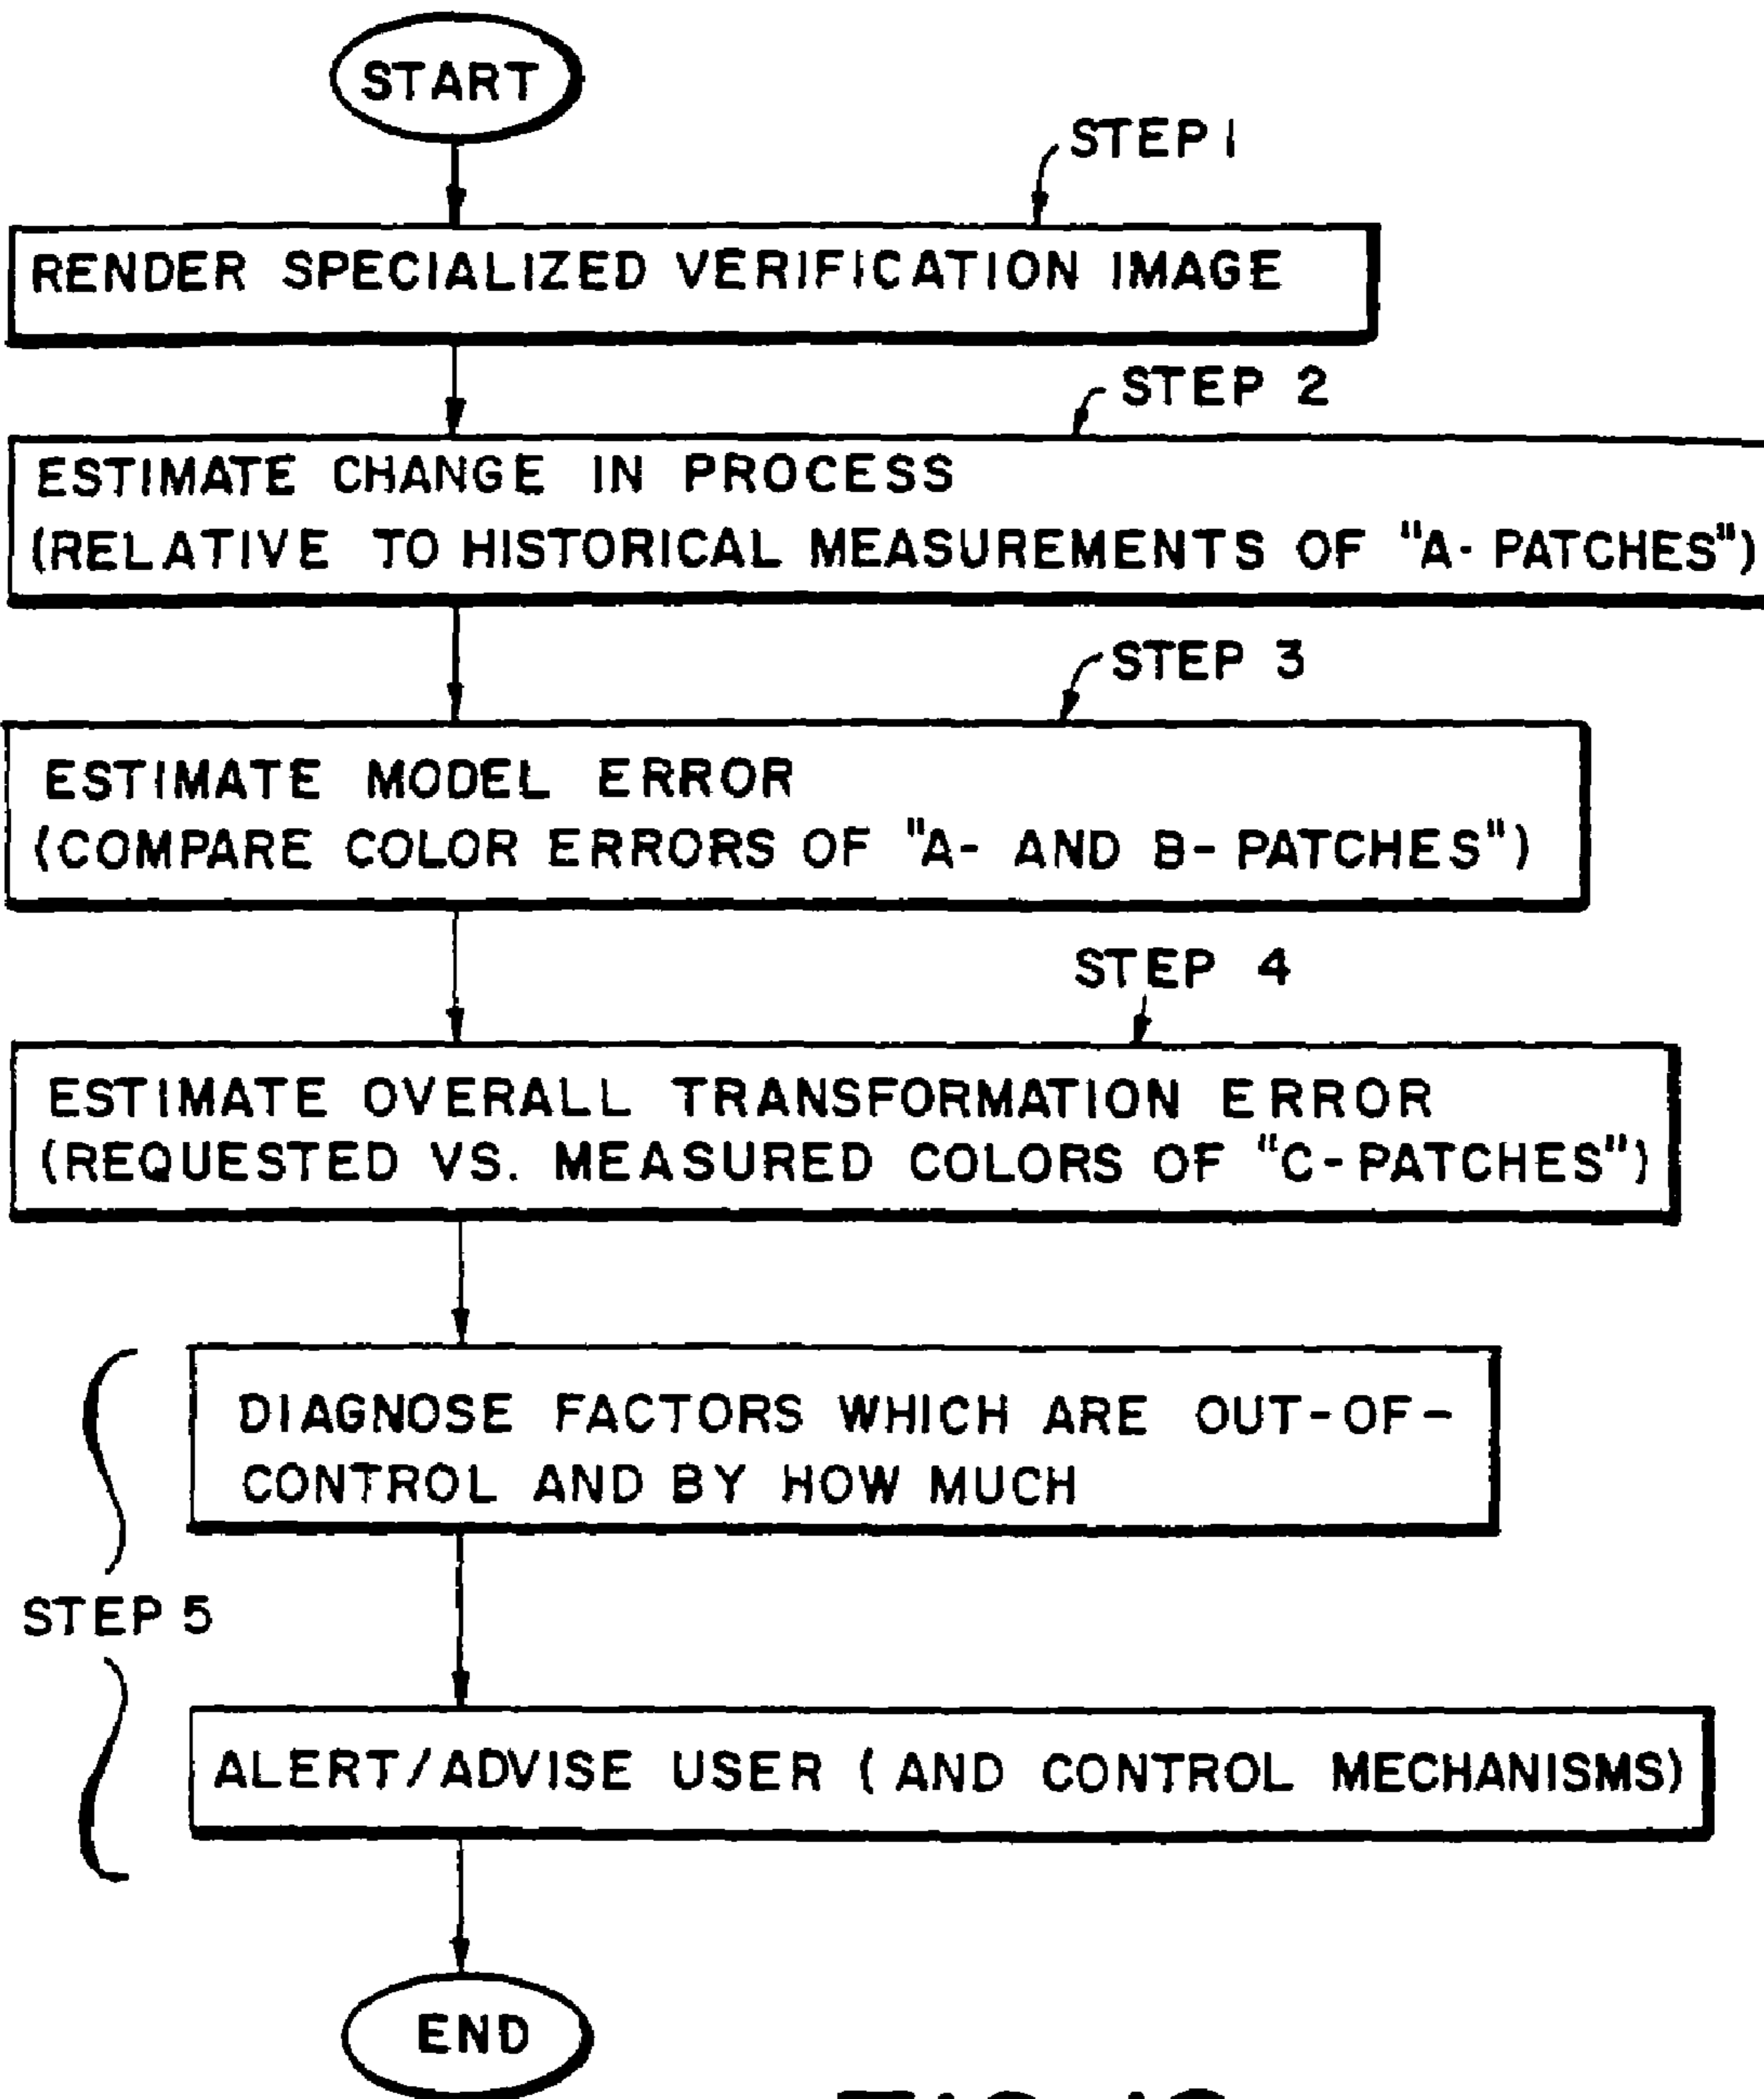 START
STEP 1
RENDER SPECIALIZED VERIFICATION IMAGE
STEP 2
ESTIMATE CHANGE IN PROCESS
(RELATIVE TO HISTORICAL MEASUREMENTS OF "A- PATCHES")
STEP 3
ESTIMATE MODEL ERROR
(COMPARE COLOR ERRORS OF "A- AND B- PATCHES")
STEP 4
ESTIMATE OVERALL TRANSFORMATION ERROR
(REQUESTED VS. MEASURED COLORS OF "C-PATCHES")
DIAGNOSE FACTORS WHICH ARE OUT-OF-
CONTROL AND BY HOW MUCH
STEP 5
ALERT/ADVISE USER (AND CONTROL MECHANISMS)
END